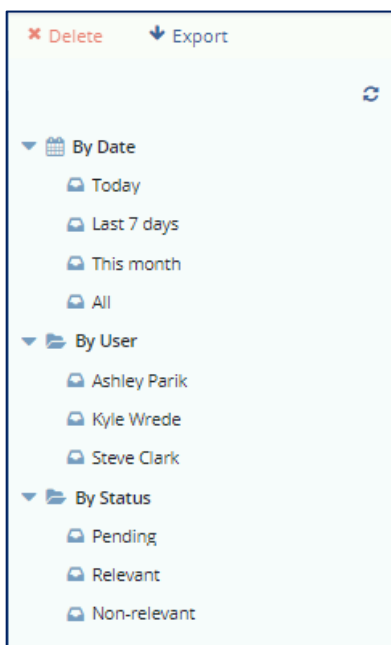 Delete Export
By Date
Today
Last 7 days
This month
All
By User
Ashley Parik
Kyle Wrede
Steve Clark
By Status
Pending
Relevant
Non-relevant